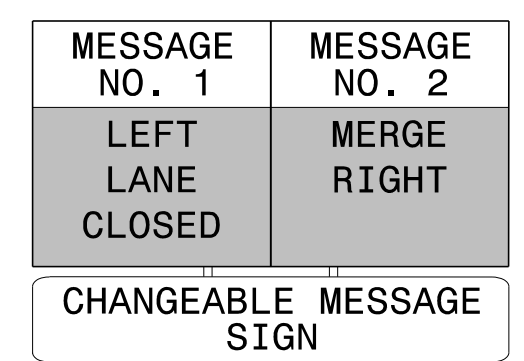 MESSAGE
NO. 1
MESSAGE
NO. 2
LEFT
LANE
CLOSED
MERGE
RIGHT
CHANGEABLE MESSAGE
SIGN